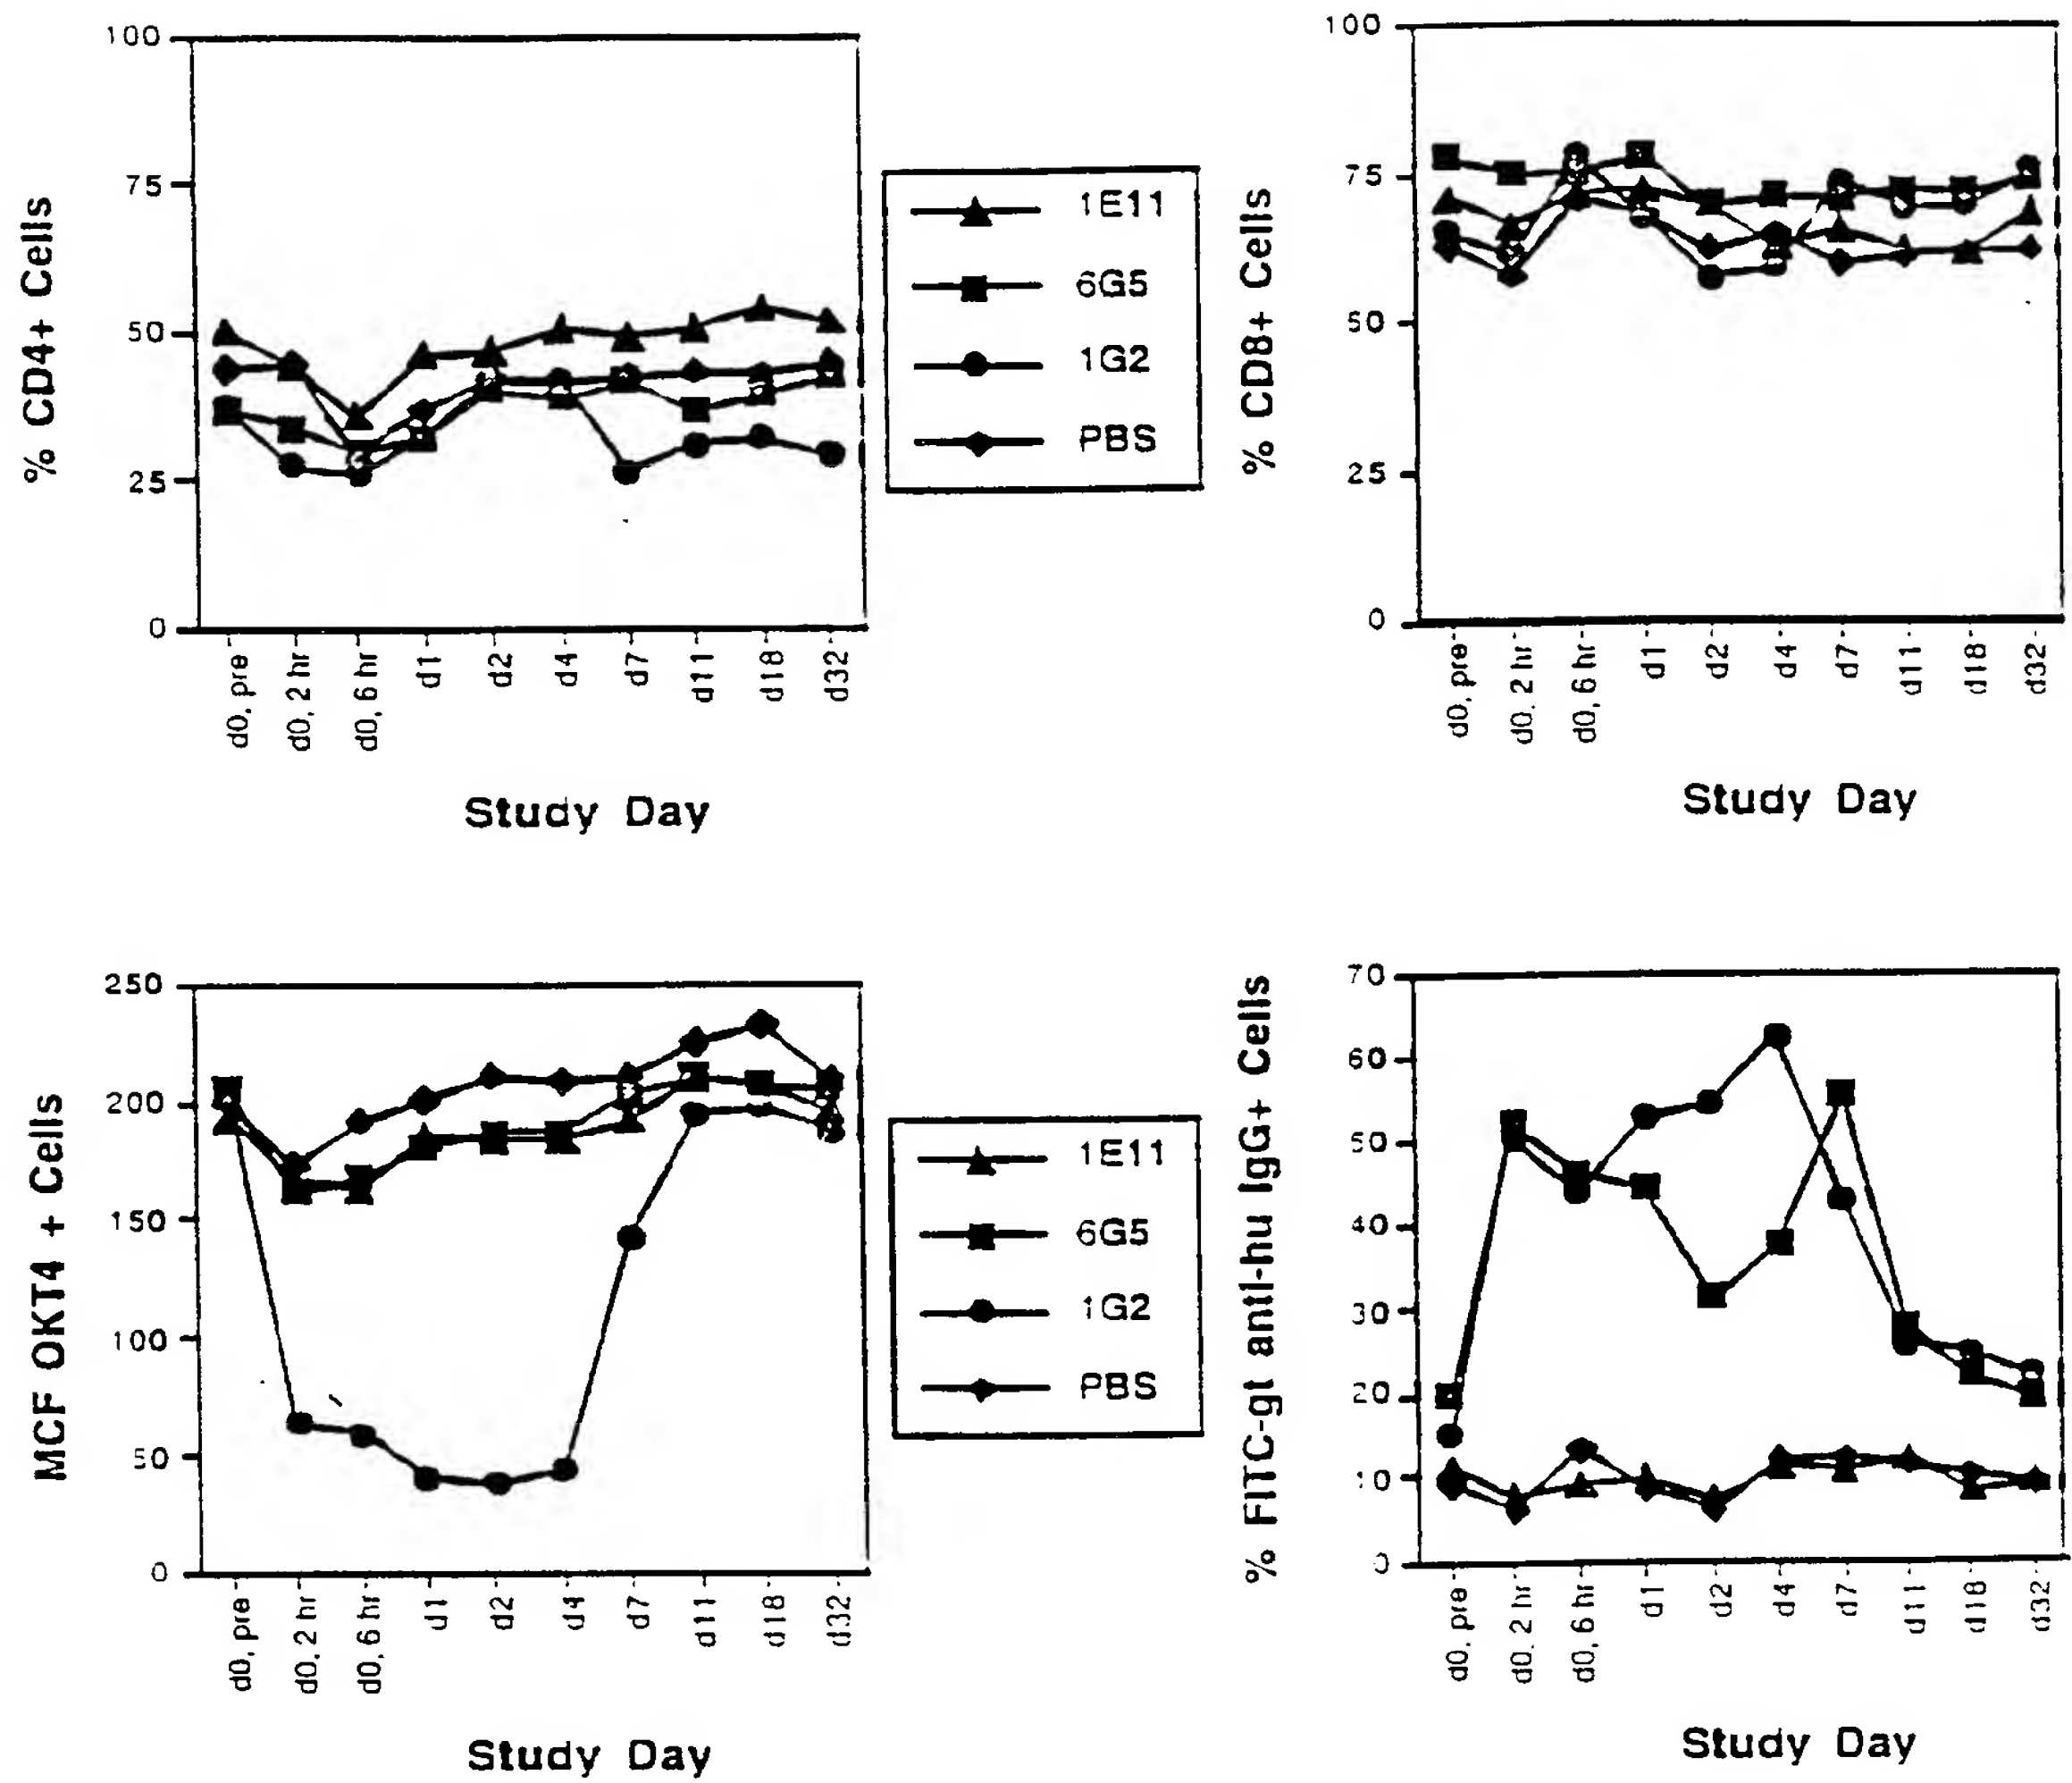 % CD4+ Cells
100
75
50
25
0
d0, pre
d0, 2 hr
d0, 6 hr
d1
d2
d4
d7
d11
d18
d32
Study Day
1E11
6G5
1G2
PBS
% CD8+ Cells
100
75
50
25
0
d0, pre
d0, 2 hr
d0, 6 hr
d1
d2
d4
d7
d11
d18
d32
Study Day
MCF OKT4 + Cells
250
200
150
100
50
0
d0, pre
d0, 2 hr
d0, 6 hr
d1
d2
d4
d7
d11
d18
d32
Study Day
1E11
6G5
1G2
PBS
% FITC-gt anti-hu IgG+ Cells
70
60
50
40
30
20
10
0
d0, pre
d0, 2 hr
d0, 6 hr
d1
d2
d4
d7
d11
d18
d32
Study Day